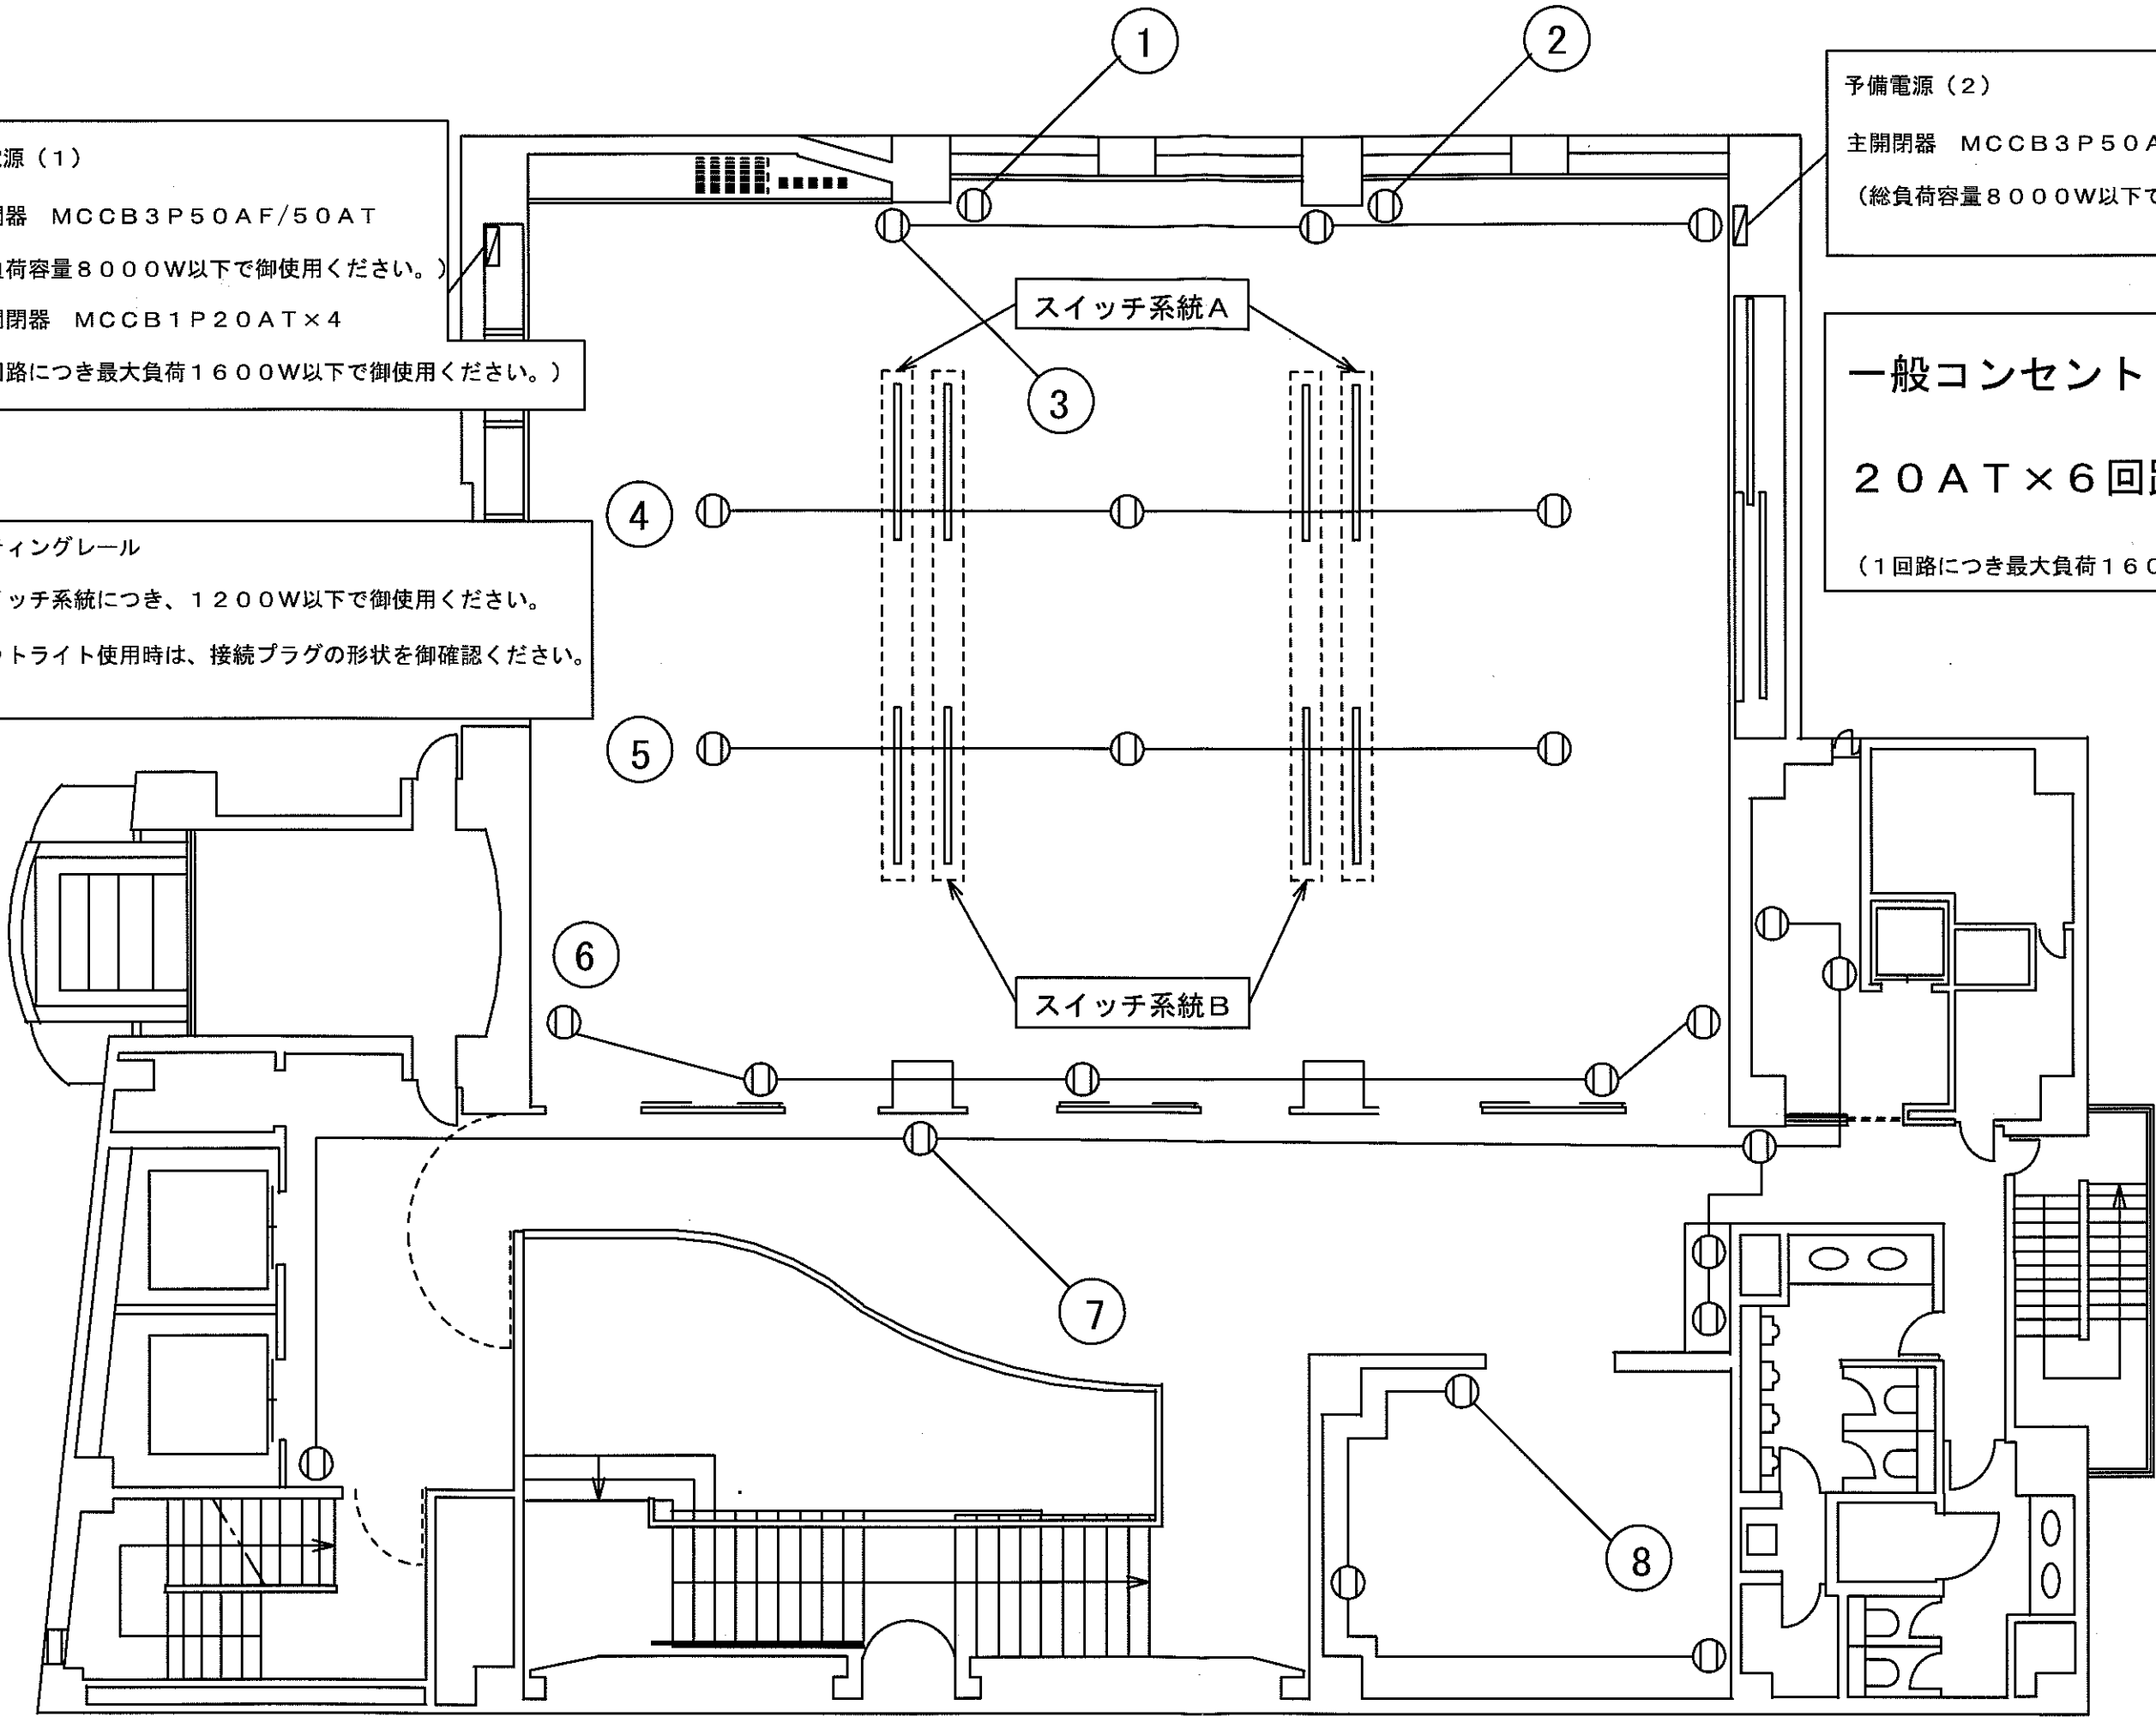 ①
②
源（１）
器　ＭＣＣＢ３Ｐ５０ＡＦ/５０ＡＴ
荷容量８０００Ｗ以下で御使用ください。）
閉器　ＭＣＣＢ１Ｐ２０ＡＴ×４
路につき最大負荷１６００Ｗ以下で御使用ください。）
予備電源（２）
主開閉器　ＭＣＣＢ３Ｐ５０Ａ
（総負荷容量８０００Ｗ以下で
スイッチ系統Ａ
③
一般コンセント
２０ＡＴ×６回路
（１回路につき最大負荷１６０
④
ティングレール
ッチ系統につき、１２００Ｗ以下で御使用ください。
ットライト使用時は、接続プラグの形状を御確認ください。
⑤
⑥
スイッチ系統Ｂ
⑦
⑧